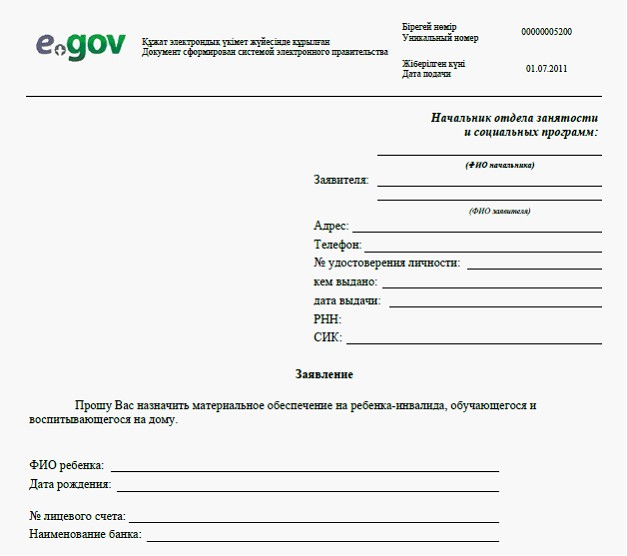 e.gov
Құжат электрондық үкімет жүйесінде құрылған
Документ сформирован системой электронного правительства
Бірегей нөмір
Уникальный номер
00000005200
Жіберілген күні
Дата подачи
01.07.2011
Начальник отдела занятости
и социальных программ:
(ФИО начальника)
Заявителя:
(ФИО заявителя)
Адрес:
Телефон:
№ удостоверения личности:
кем выдано:
дата выдачи:
РНН:
СИК:
Заявление
Прошу Вас назначить материальное обеспечение на ребенка-инвалида, обучающегося и
воспитывающегося на дому.
ФИО ребенка:
Дата рождения:
№ лицевого счета:
Наименование банка: